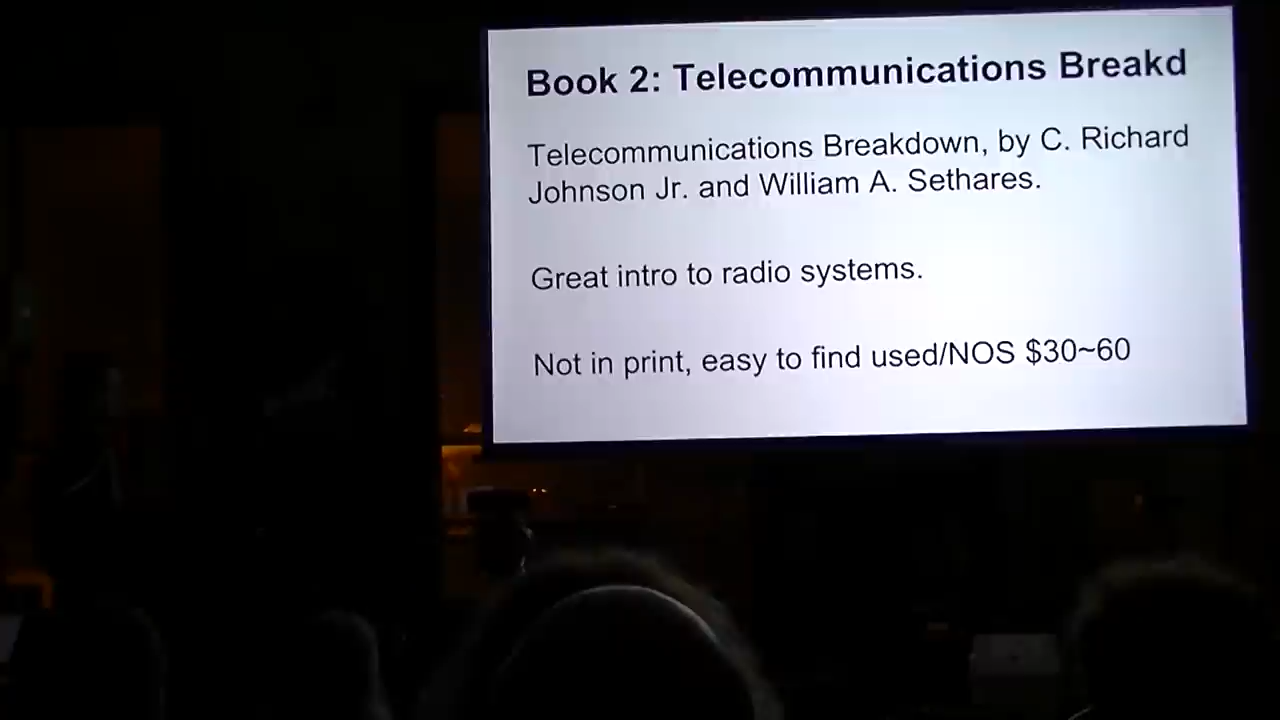 Book 2: Telecommunications Breakd
Telecommunications Breakdown, by C. Richard
Johnson Jr. and William A. Sethares.
Great intro to radio systems.
Not in print, easy to find used/NOS $30~60